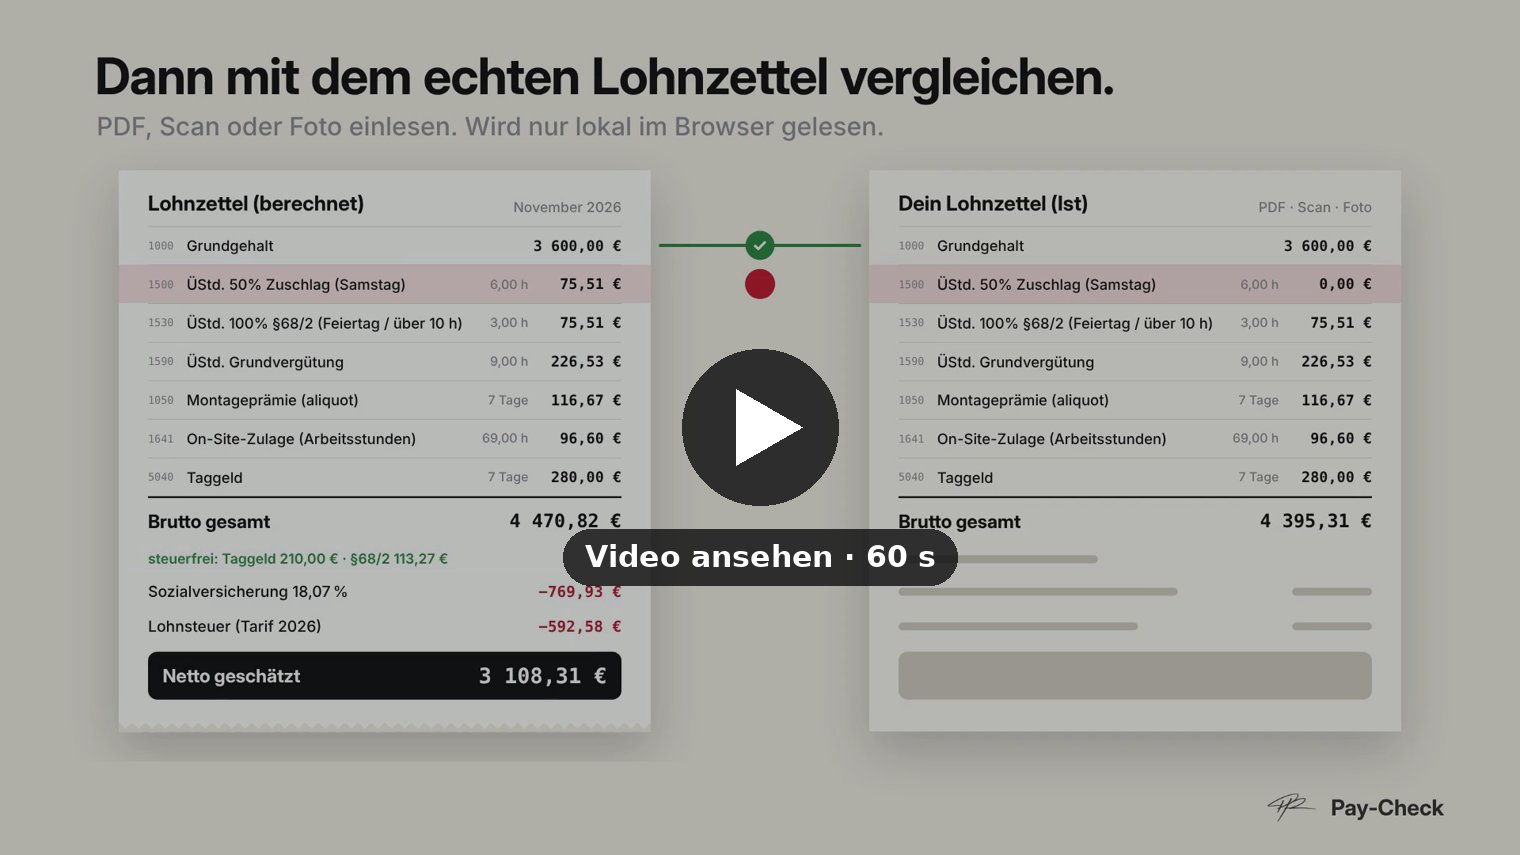 Dann mit dem echten Lohnzettel vergleichen.
PDF, Scan oder Foto einlesen. Wird nur lokal im Browser gelesen.
Lohnzettel (berechnet) November 2026
1000 Grundgehalt 3 600,00 €
1500 ÜStd. 50% Zuschlag (Samstag) 6,00 h 75,51 €
1530 ÜStd. 100% §68/2 (Feiertag / über 10 h) 3,00 h 75,51 €
1590 ÜStd. Grundvergütung 9,00 h 226,53 €
1050 Montageprämie (aliquot) 7 Tage 116,67 €
1641 On-Site-Zulage (Arbeitsstunden) 69,00 h 96,60 €
5040 Taggeld 7 Tage 280,00 €
Brutto gesamt 4 470,82 €
steuerfrei: Taggeld 210,00 € · §68/2 113,27 €
Sozialversicherung 18,07 % −769,93 €
Lohnsteuer (Tarif 2026) −592,58 €
Netto geschätzt 3 108,31 €
Dein Lohnzettel (Ist) PDF · Scan · Foto
1000 Grundgehalt 3 600,00 €
1500 ÜStd. 50% Zuschlag (Samstag) 6,00 h 0,00 €
1530 ÜStd. 100% §68/2 (Feiertag / über 10 h) 3,00 h 75,51 €
1590 ÜStd. Grundvergütung 9,00 h 226,53 €
1050 Montageprämie (aliquot) 7 Tage 116,67 €
1641 On-Site-Zulage (Arbeitsstunden) 69,00 h 96,60 €
5040 Taggeld 7 Tage 280,00 €
Brutto gesamt 4 395,31 €
Video ansehen · 60 s
Pay-Check